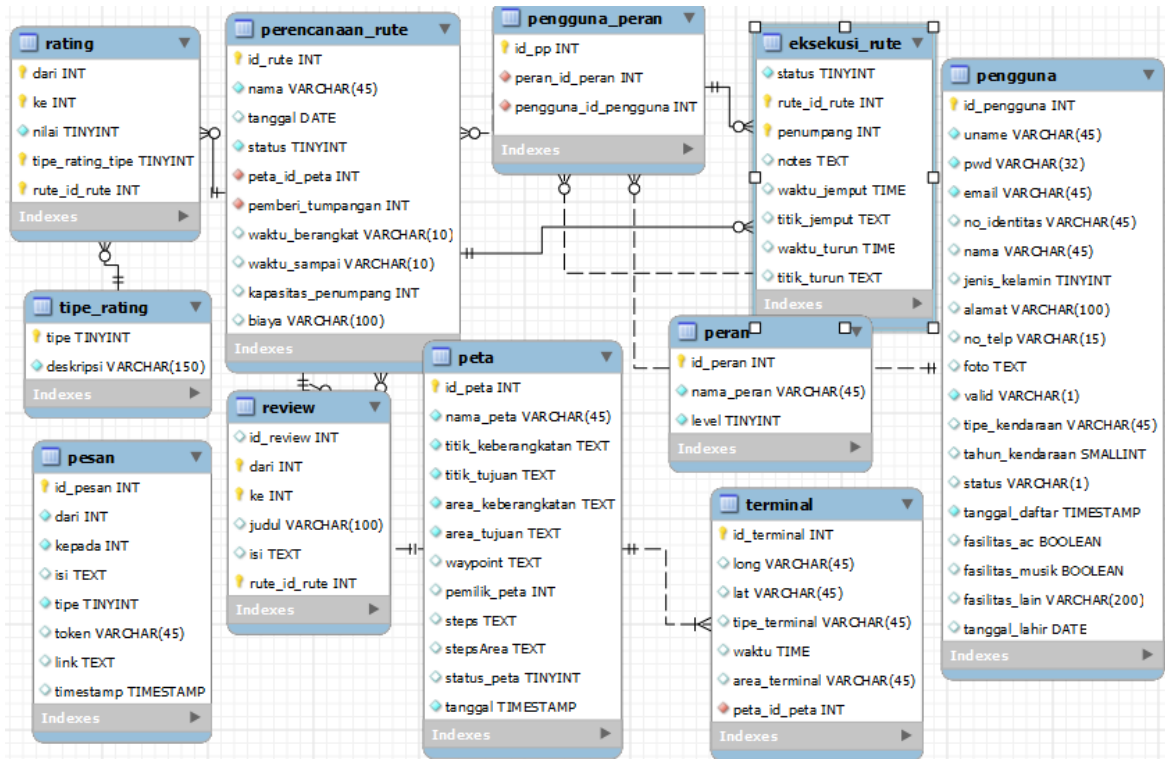 rating
dari INT
ke INT
nilai TINYINT
tipe_rating_tipe TINYINT
rute_id_rute INT
Indexes
tipe_rating
tipe TINYINT
deskripsi VARCHAR(150)
Indexes
pesan
id_pesan INT
dari INT
kepada INT
isi TEXT
tipe TINYINT
token VARCHAR(45)
link TEXT
timestamp TIMESTAMP
Indexes
perencanaan_rute
id_rute INT
nama VARCHAR(45)
tanggal DATE
status TINYINT
peta_id_peta INT
pemberi_tumpangan INT
waktu_berangkat VARCHAR(10)
waktu_sampai VARCHAR(10)
kapasitas_penumpang INT
biaya VARCHAR(100)
Indexes
review
id_review INT
dari INT
ke INT
judul VARCHAR(100)
isi TEXT
rute_id_rute INT
Indexes
pengguna_peran
id_pp INT
peran_id_peran INT
pengguna_id_pengguna INT
Indexes
peta
id_peta INT
nama_peta VARCHAR(45)
titik_keberangkatan TEXT
titik_tujuan TEXT
area_keberangkatan TEXT
area_tujuan TEXT
waypoint TEXT
pemilik_peta INT
steps TEXT
stepsArea TEXT
status_peta TINYINT
tanggal TIMESTAMP
Indexes
eksekusi_rute
status TINYINT
rute_id_rute INT
penumpang INT
notes TEXT
waktu_jemput TIME
titik_jemput TEXT
waktu_turun TIME
titik_turun TEXT
Indexes
peran
id_peran INT
nama_peran VARCHAR(45)
level TINYINT
Indexes
terminal
id_terminal INT
long VARCHAR(45)
lat VARCHAR(45)
tipe_terminal VARCHAR(45)
waktu TIME
area_terminal VARCHAR(45)
peta_id_peta INT
Indexes
pengguna
id_pengguna INT
uname VARCHAR(45)
pwd VARCHAR(32)
email VARCHAR(45)
no_identitas VARCHAR(45)
nama VARCHAR(45)
jenis_kelamin TINYINT
alamat VARCHAR(100)
no_telp VARCHAR(15)
foto TEXT
valid VARCHAR(1)
tipe_kendaraan VARCHAR(45)
tahun_kendaraan SMALLINT
status VARCHAR(1)
tanggal_daftar TIMESTAMP
fasilitas_ac BOOLEAN
fasilitas_musik BOOLEAN
fasilitas_lain VARCHAR(200)
tanggal_lahir DATE
Indexes